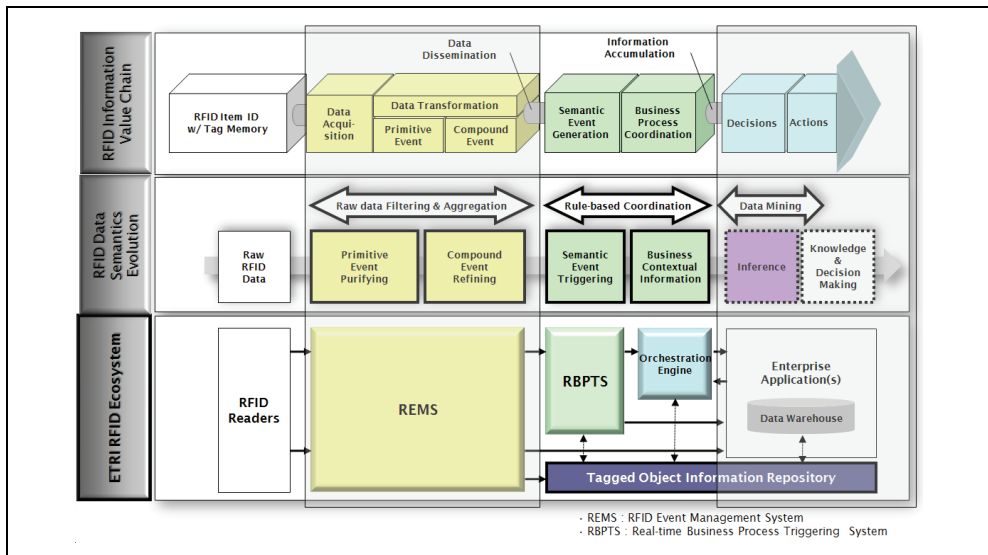 Data
Dissemination
Information
Accumulation
RFID Information
Value Chain
RFID Item ID
w/ Tag Memory
Data
Acqui-
sition
Data Transformation
Primitive
Event
Compound
Event
Semantic
Event
Generation
Business
Process
Coordination
Decisions
Actions
RFID Data
Semantics
Evolution
Raw data Filtering & Aggregation
Rule-based Coordination
Data Mining
Raw
RFID
Data
Primitive
Event
Purifying
Compound
Event
Refining
Semantic
Event
Triggering
Business
Contextual
Information
Inference
Knowledge
&
Decision
Making
ETRI RFID Ecosystem
RFID
Readers
REMS
RBPTS
Orchestration
Engine
Enterprise
Application(s)
Data Warehouse
Tagged Object Information Repository
· REMS : RFID Event Management System
· RBPTS : Real-time Business Process Triggering System